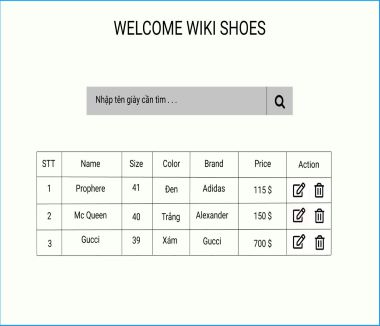 WELCOME WIKI SHOES
Nhập tên giày cần tìm . . .
STT Name Size Color Brand Price Action
1 Prophere 41 Đen Adidas 115 $
2 Mc Queen 40 Trắng Alexander 150 $
3 Gucci 39 Xám Gucci 700 $